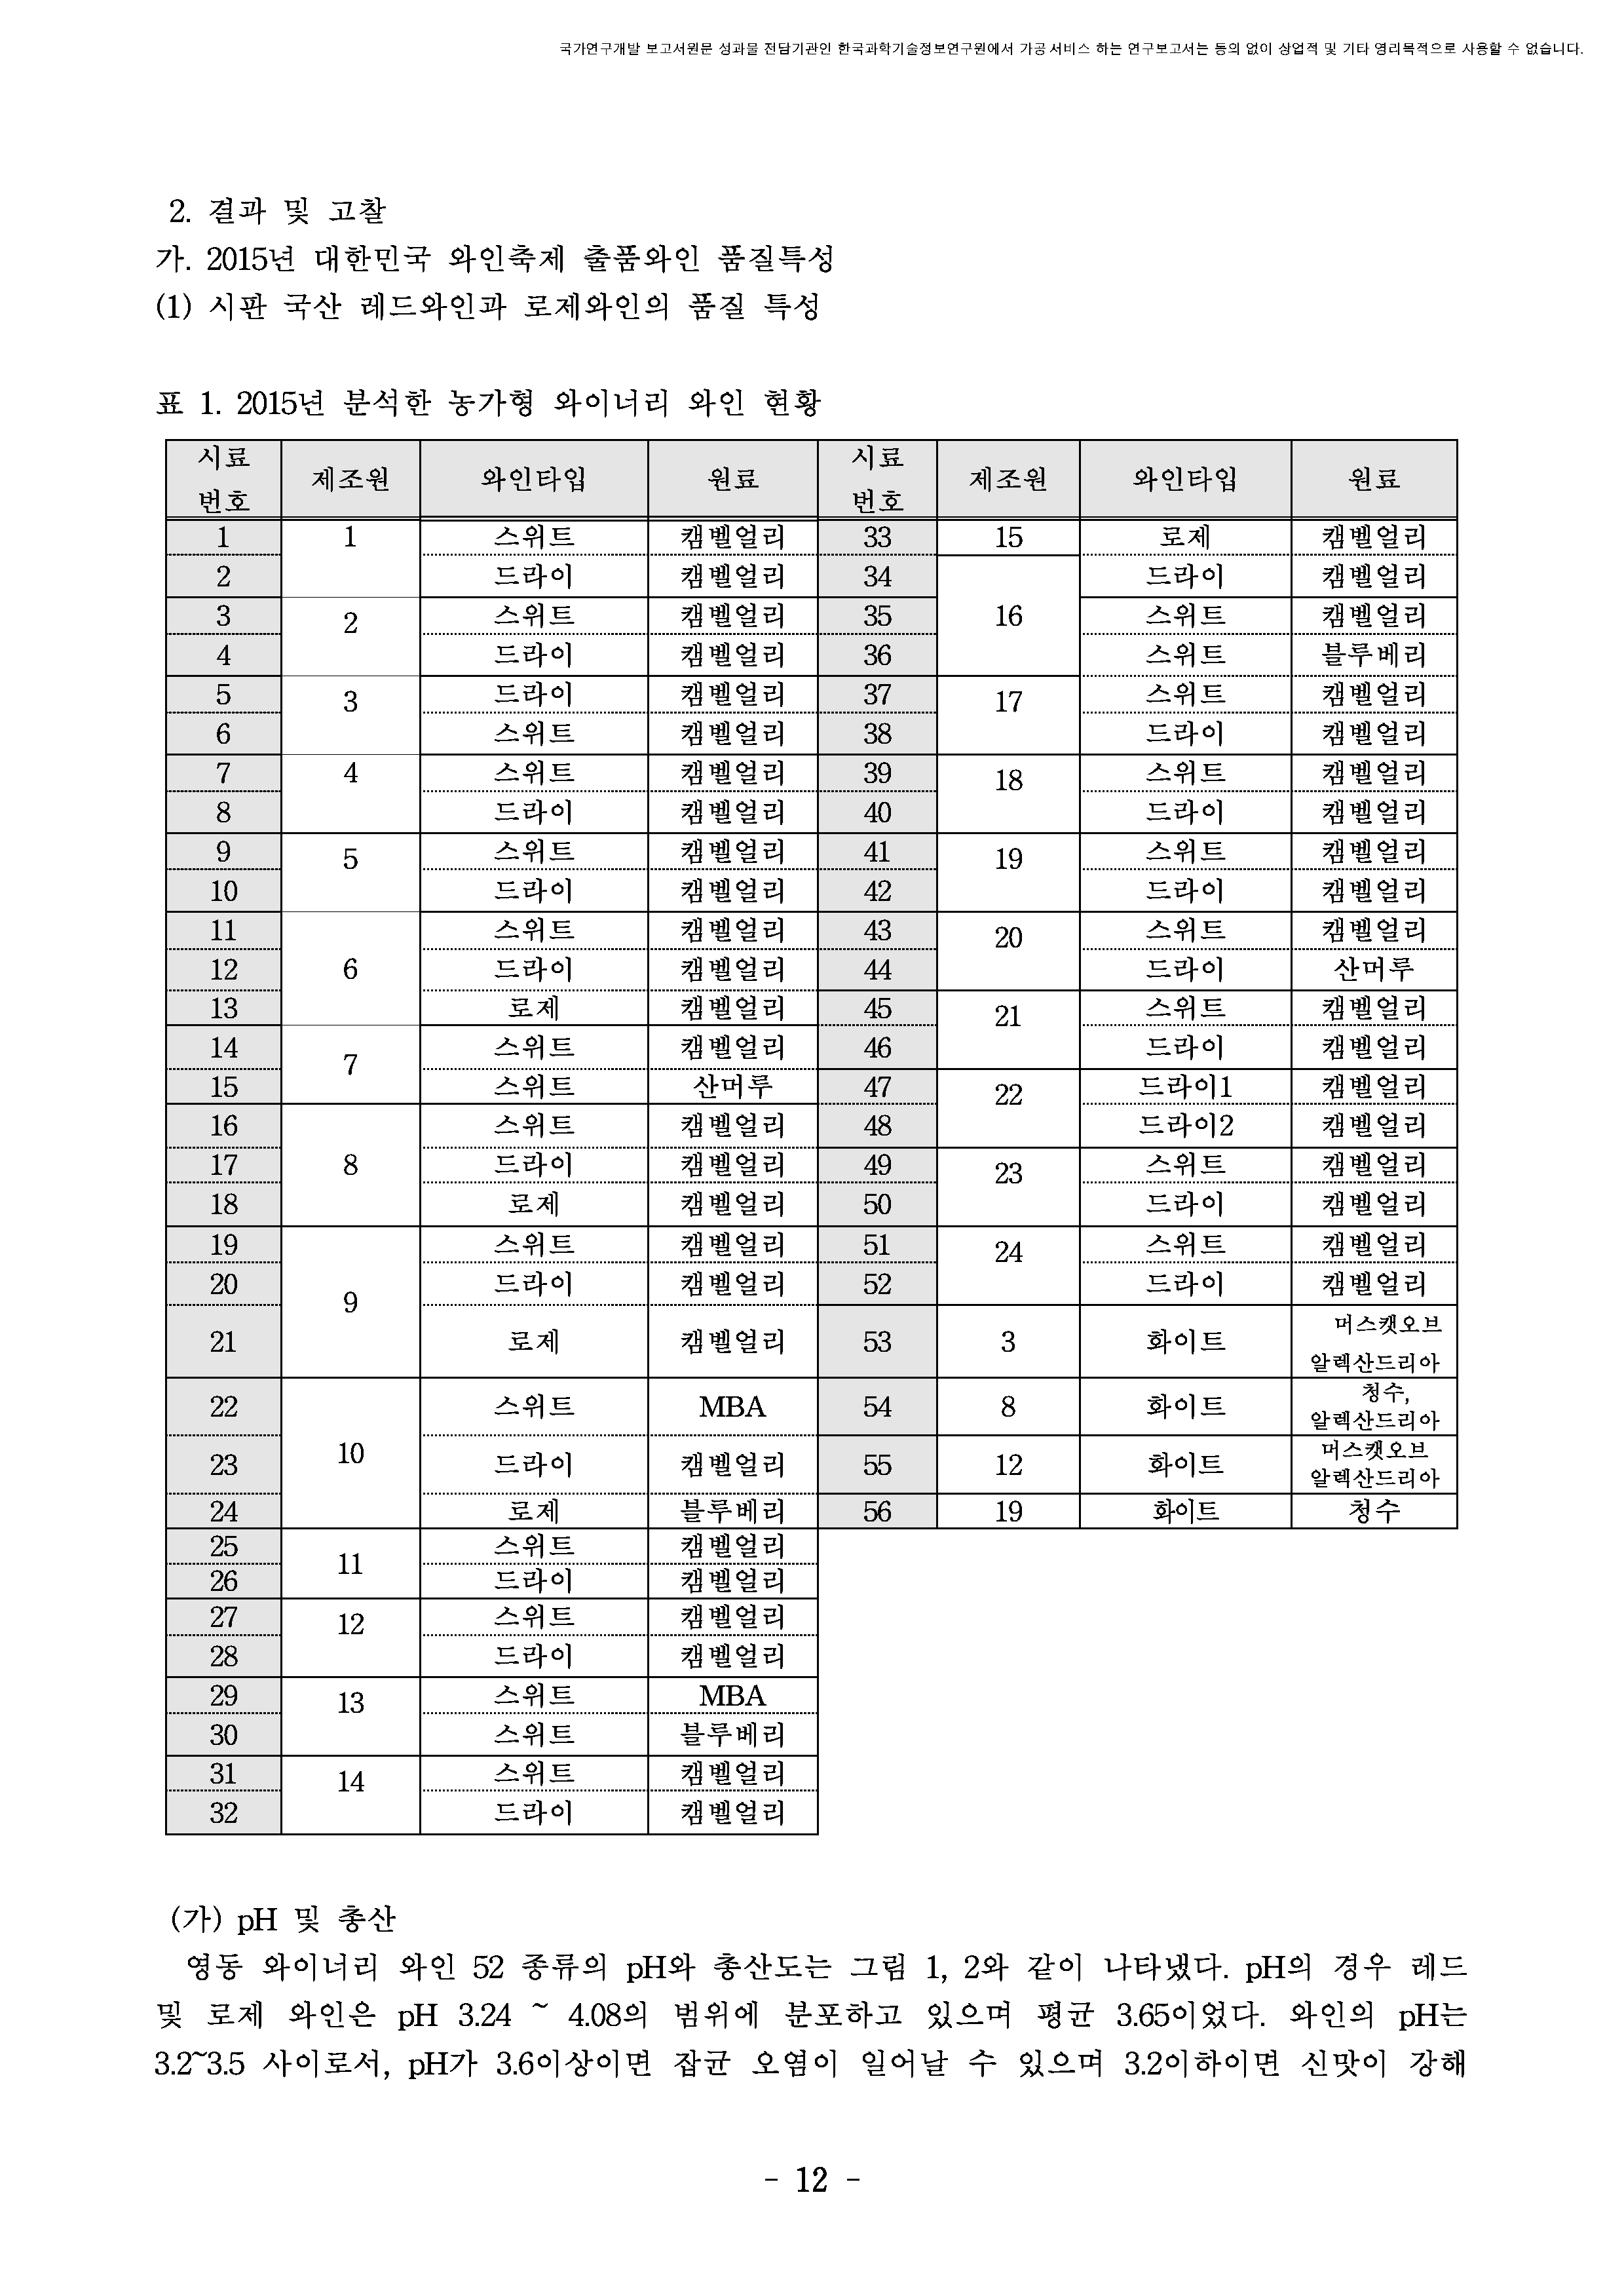 국가연구개발 보고서원문 성과물 전담기관인 한국과학기술정보연구원에서 가공·서비스 하는 연구보고서는 동의 없이 상업적 및 기타 영리목적으로 사용할 수 없습니다.
2. 결과 및 고찰
가. 2015년 대한민국 와인축제 출품와인 품질특성
(1) 시판 국산 레드와인과 로제와인의 품질 특성
표 1. 2015년 분석한 농가형 와이너리 와인 현황
시료 번호 제조원 와인타입 원료 시료 번호 제조원 와인타입 원료
1 1 스위트 캠벨얼리 33 15 로제 캠벨얼리
2 드라이 캠벨얼리 34 드라이 캠벨얼리
3 2 스위트 캠벨얼리 35 16 스위트 캠벨얼리
4 드라이 캠벨얼리 36 스위트 블루베리
5 3 드라이 캠벨얼리 37 17 스위트 캠벨얼리
6 스위트 캠벨얼리 38 드라이 캠벨얼리
7 4 스위트 캠벨얼리 39 18 스위트 캠벨얼리
8 드라이 캠벨얼리 40 드라이 캠벨얼리
9 5 스위트 캠벨얼리 41 19 스위트 캠벨얼리
10 드라이 캠벨얼리 42 드라이 캠벨얼리
11 스위트 캠벨얼리 43 20 스위트 캠벨얼리
12 6 드라이 캠벨얼리 44 드라이 산머루
13 로제 캠벨얼리 45 21 스위트 캠벨얼리
14 7 스위트 캠벨얼리 46 드라이 캠벨얼리
15 스위트 산머루 47 22 드라이1 캠벨얼리
16 스위트 캠벨얼리 48 드라이2 캠벨얼리
17 8 드라이 캠벨얼리 49 23 스위트 캠벨얼리
18 로제 캠벨얼리 50 드라이 캠벨얼리
19 스위트 캠벨얼리 51 24 스위트 캠벨얼리
20 9 드라이 캠벨얼리 52 드라이 캠벨얼리
21 로제 캠벨얼리 53 3 화이트 머스캣오브 알렉산드리아
22 스위트 MBA 54 8 화이트 청수, 알렉산드리아
23 10 드라이 캠벨얼리 55 12 화이트 머스캣오브 알렉산드리아
24 로제 블루베리 56 19 화이트 청수
25 11 스위트 캠벨얼리
26 드라이 캠벨얼리
27 12 스위트 캠벨얼리
28 드라이 캠벨얼리
29 13 스위트 MBA
30 스위트 블루베리
31 14 스위트 캠벨얼리
32 드라이 캠벨얼리
(가) pH 및 총산
영동 와이너리 와인 52 종류의 pH와 총산도는 그림 1, 2와 같이 나타냈다. pH의 경우 레드
및 로제 와인은 pH 3.24 ~ 4.08의 범위에 분포하고 있으며 평균 3.65이었다. 와인의 pH는
3.2~3.5 사이로서, pH가 3.6이상이면 잡균 오염이 일어날 수 있으며 3.2이하이면 신맛이 강해
- 12 -